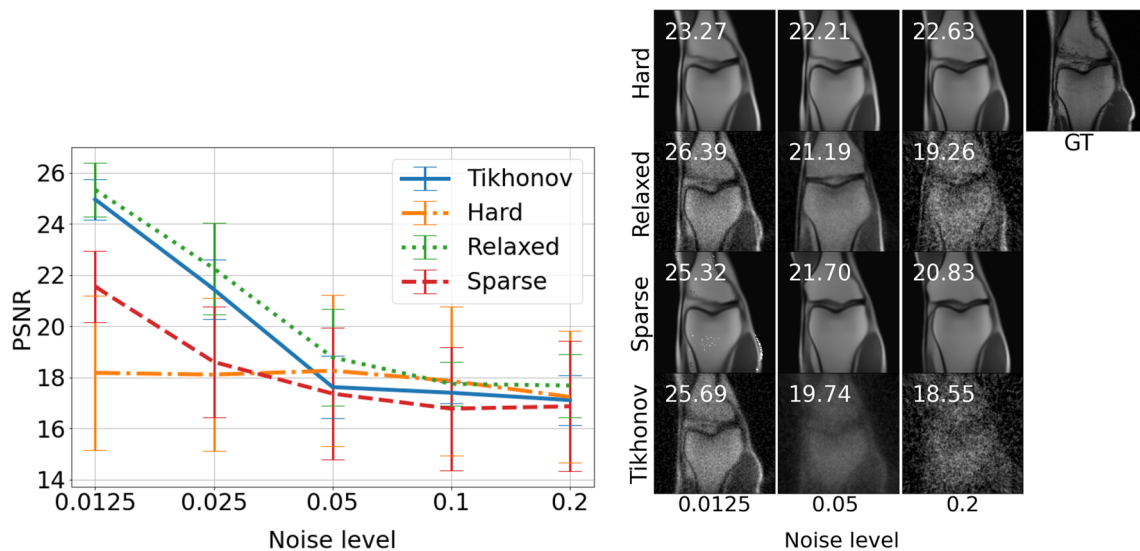 26
24
22
20
18
16
14
PSNR
0.0125 0.025 0.05 0.1 0.2
Noise level
Tikhonov
Hard
Relaxed
Sparse
Hard
23.27 22.21 22.63
GT
Relaxed
26.39 21.19 19.26
Sparse
25.32 21.70 20.83
Tikhonov
25.69 19.74 18.55
0.0125 0.05 0.2
Noise level